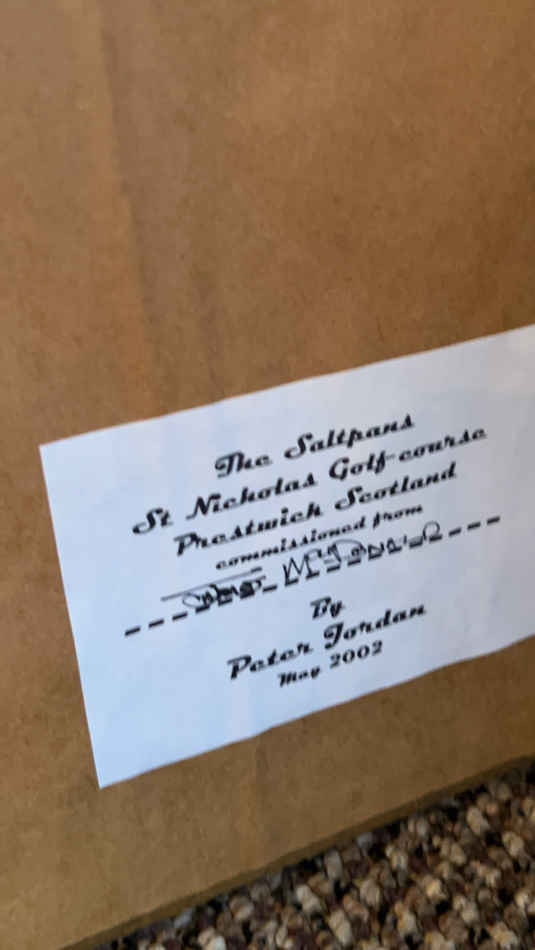 The Saltpans
St Nicholas Golf-course
Prestwick Scotland
commissioned from
By
Peter Jordan
May 2002